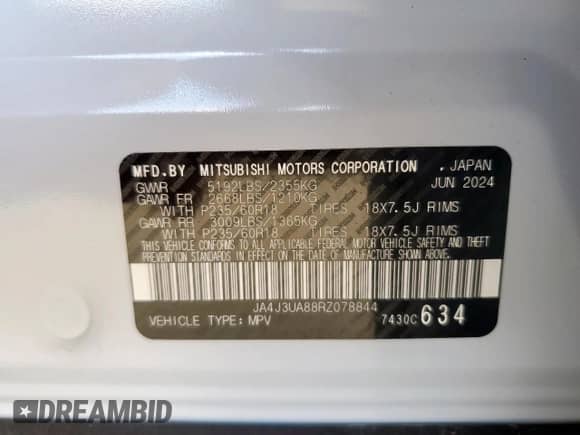 MFD.BY MITSUBISHI MOTORS CORPORATION , JAPAN
GVWR 5192LBS/2355KG JUN 2024
GAWR FR 2668LBS/1210KG
WITH P235/60R18 TIRES 18X7.5J RIMS
GAWR RR 3009LBS/1365KG
WITH P235/60R18 TIRES 18X7.5J RIMS
THIS VEHICLE CONFORMS TO ALL APPLICABLE FEDERAL MOTOR VEHICLE SAFETY AND THEFT
PREVENTION STANDARDS IN EFFECT ON THE DATE OF MANUFACTURE SHOWN ABOVE.
JA4J3UA88RZ078844
VEHICLE TYPE:MPV 7430C 634
DREAMBID